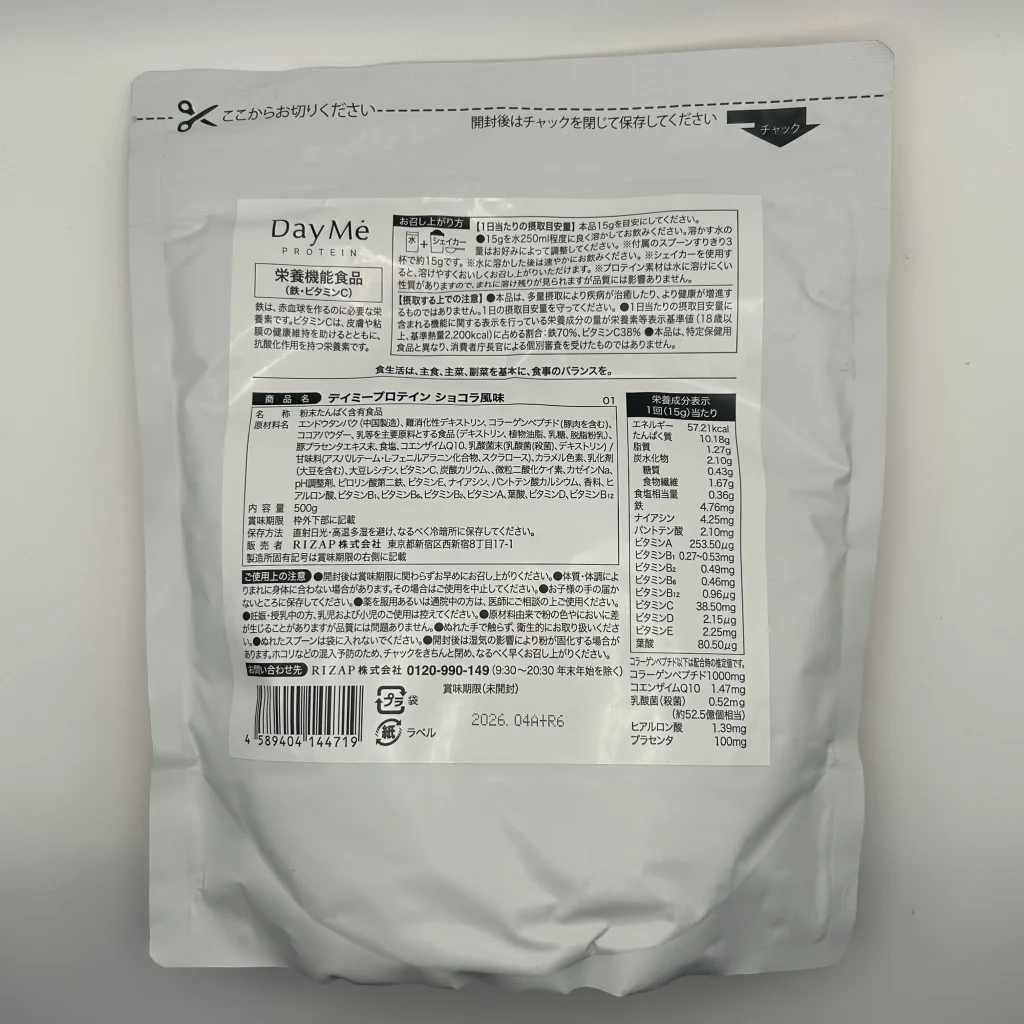 ここからお切りください
開封後はチャックを閉じて保存してください
チャック
DayMė
PROTEIN
栄養機能食品
(鉄・ビタミンC)
鉄は、赤血球を作るのに必要な栄
養素です。ビタミンCは、皮膚や粘
膜の健康維持を助けるとともに、
抗酸化作用を持つ栄養素です。
お召し上がり方
水+シェイカー
【1日当たりの摂取目安量】本品15gを目安にしてください。
●15gを水250ml程度に良く溶かしてお飲みください。溶かす水の
量はお好みによって調整してください。※付属のスプーンすりきり3
杯で約15gです。※水に溶かした後は速やかにお飲みください。※シェイカーを使用す
ると、溶けやすくおいしくお召し上がりいただけます。※プロテイン素材は水に溶けにくい
性質がありますので、まれに溶け残りが見られますが品質には影響ありません。
【摂取する上での注意】●本品は、多量摂取により疾病が治癒したり、より健康が増進す
るものではありません。1日の摂取目安量を守ってください。●1日当たりの摂取目安量に
含まれる機能に関する表示を行っている栄養成分の量が栄養素等表示基準値(18歳以
上、基準熱量2,200kcal)に占める割合:鉄70%、ビタミンC38% ●本品は、特定保健用
食品と異なり、消費者庁長官による個別審査を受けたものではありません。
食生活は、主食、主菜、副菜を基本に、食事のバランスを。
商品名 デイミープロテイン ショコラ風味 01
名称 粉末たんぱく含有食品
原材料名 エンドウタンパク(中国製造)、難消化性デキストリン、コラーゲンペプチド(豚肉を含む)、
ココアパウダー、乳等を主要原料とする食品(デキストリン、植物油脂、乳糖、脱脂粉乳)、
豚プラセンタエキス末、食塩、コエンザイムQ10、乳酸菌末(乳酸菌(殺菌)、デキストリン)/
甘味料(アスパルテーム・L-フェニルアラニン化合物、スクラロース)、カラメル色素、乳化剤
(大豆を含む)、大豆レシチン、ビタミンC、炭酸カリウム、、微粒二酸化ケイ素、カゼインNa、
pH調整剤、ピロリン酸第二鉄、ビタミンE、ナイアシン、パントテン酸カルシウム、香料、ヒ
アルロン酸、ビタミンB₁、ビタミンB₆、ビタミンB₂、ビタミンA、葉酸、ビタミンD、ビタミンB₁₂
内容量 500g
賞味期限 枠外下部に記載
保存方法 直射日光・高温多湿を避け、なるべく冷暗所に保存してください。
販売者 RIZAP株式会社 東京都新宿区西新宿8丁目17-1
製造所固有記号は賞味期限の右側に記載
ご使用上の注意 ●開封後は賞味期限に関わらずお早めにお召し上がりください。●体質・体調によ
りまれに身体に合わない場合があります。その場合はご使用を中止してください。●お子様の手の届か
ないところに保存してください。●薬を服用あるいは通院中の方は、医師にご相談の上ご使用ください。
●妊娠・授乳中の方、乳児および小児のご使用は控えてください。●原材料由来で粉の色やにおいに差
が生じることがありますが品質には問題ありません。●ぬれた手で触らず、衛生的にお取り扱いくださ
い。●ぬれたスプーンは袋に入れないでください。●開封後は湿気の影響により粉が固化する場合が
あります。ホコリなどの混入予防のため、チャックをきちんと閉め、なるべく早くお召し上がりください。
お問い合わせ先 RIZAP株式会社 0120-990-149(9:30~20:30 年末年始を除く)
4 589404 144719
プラ 袋
紙 ラベル
賞味期限(未開封)
2026. 04A+R6
栄養成分表示
1回(15g)当たり
エネルギー 57.21kcal
たんぱく質 10.18g
脂質 1.27g
炭水化物 2.10g
糖質 0.43g
食物繊維 1.67g
食塩相当量 0.36g
鉄 4.76mg
ナイアシン 4.25mg
パントテン酸 2.10mg
ビタミンA 253.50μg
ビタミンB₁ 0.27~0.53mg
ビタミンB₂ 0.49mg
ビタミンB₆ 0.46mg
ビタミンB₁₂ 0.96μg
ビタミンC 38.50mg
ビタミンD 2.15μg
ビタミンE 2.25mg
葉酸 80.50μg
コラーゲンペプチド以下は配合時の推定値です。
コラーゲンペプチド1000mg
コエンザイムQ10 1.47mg
乳酸菌(殺菌) 0.52mg
(約52.5億個相当)
ヒアルロン酸 1.39mg
プラセンタ 100mg